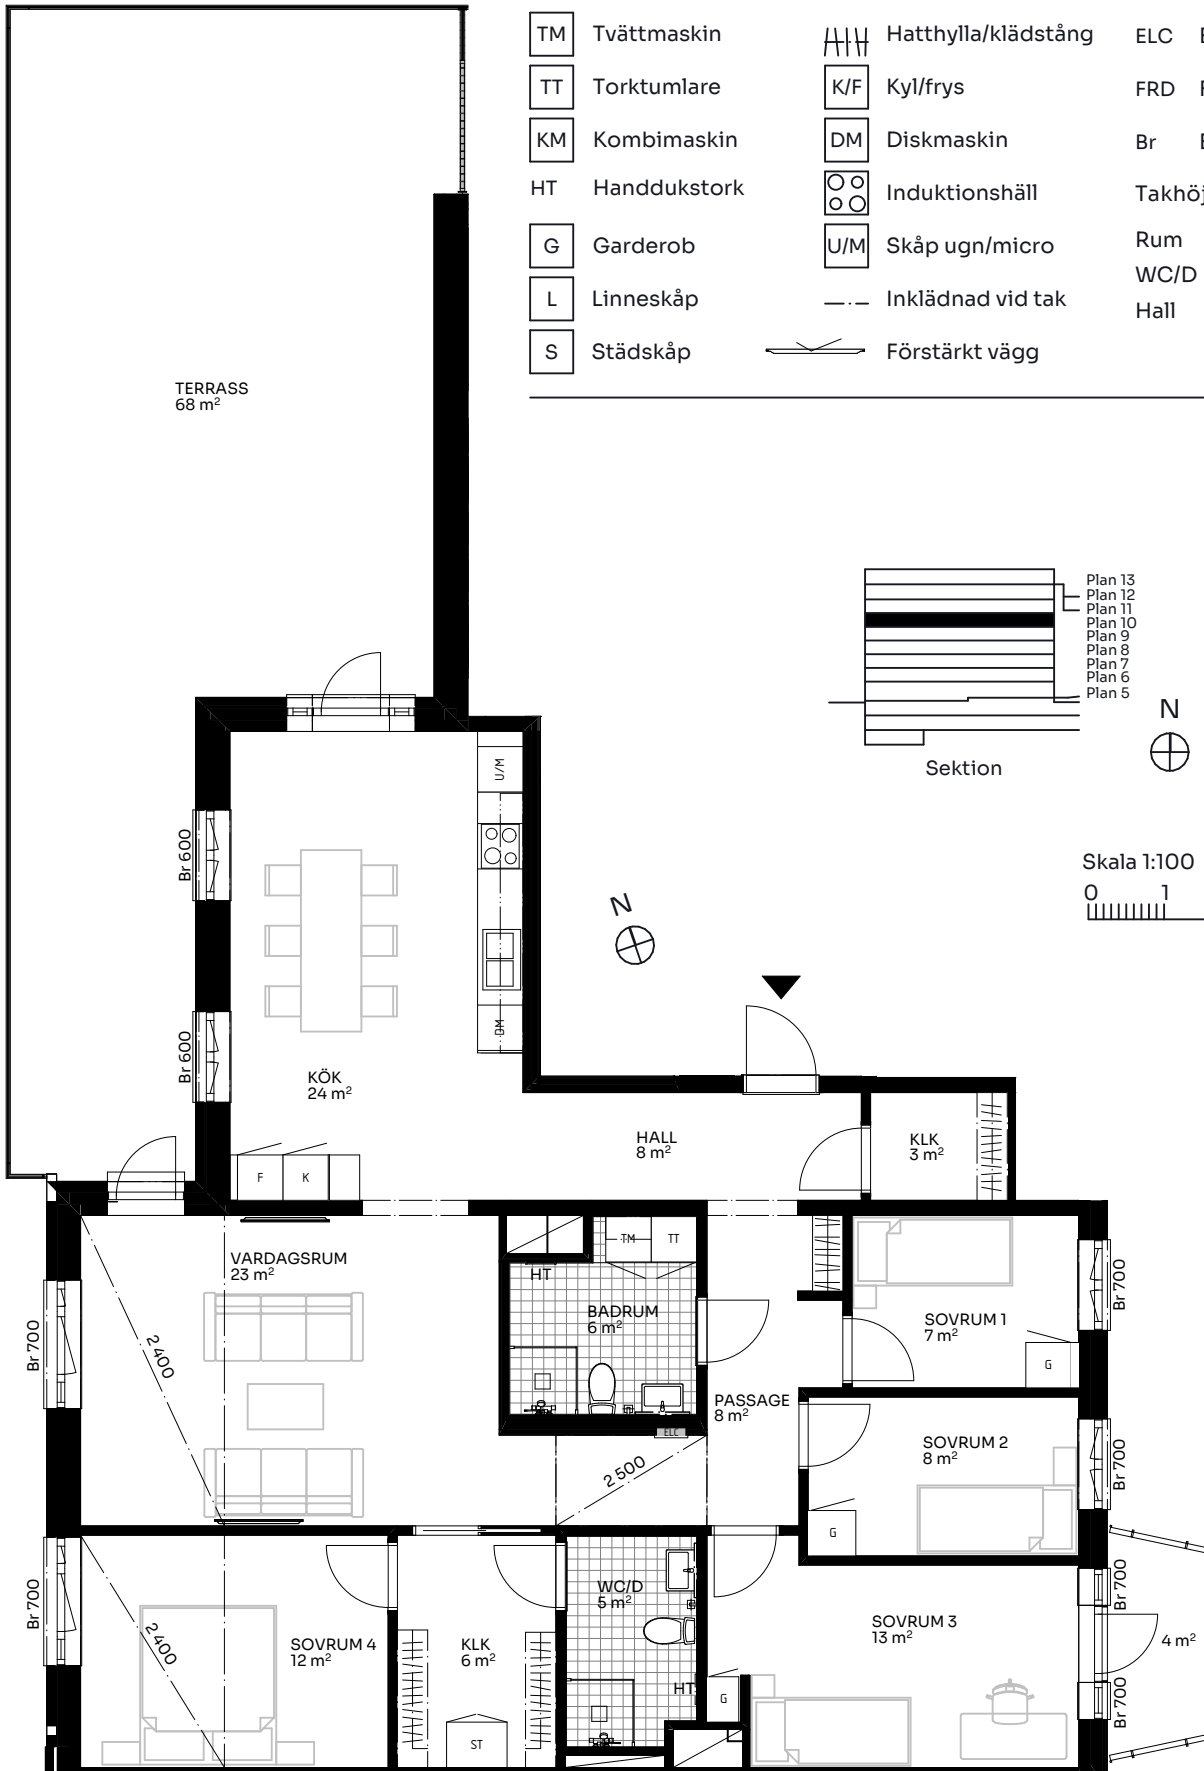 TM Tvättmaskin
TT Torktumlare
KM Kombimaskin
HT Handdukstork
G Garderob
L Linneskåp
S Städskåp
Hatthylla/klädstång
K/F Kyl/frys
DM Diskmaskin
Induktionshäll
U/M Skåp ugn/micro
Inklädnad vid tak
Förstärkt vägg
ELC
FRD
Br
Rum
WC/D
Hall
TERRASS
68 m²
Plan 13
Plan 12
Plan 11
Plan 10
Plan 9
Plan 8
Plan 7
Plan 6
Plan 5
Sektion
N
Skala 1:100
0 1
N
U/M
Br 600
DM
Br 600
KÖK
24 m²
F K
HALL
8 m²
KLK
3 m²
VARDAGSRUM
23 m²
TM TT
HT
BADRUM
6 m²
SOVRUM 1
7 m²
G
Br 700
Br 700
2 400
PASSAGE
8 m²
ELC
2 500
SOVRUM 2
8 m²
G
Br 700
Br 700
2 400
SOVRUM 4
12 m²
KLK
6 m²
ST
WC/D
5 m²
HT
G
SOVRUM 3
13 m²
Br 700
4 m²
Br 700